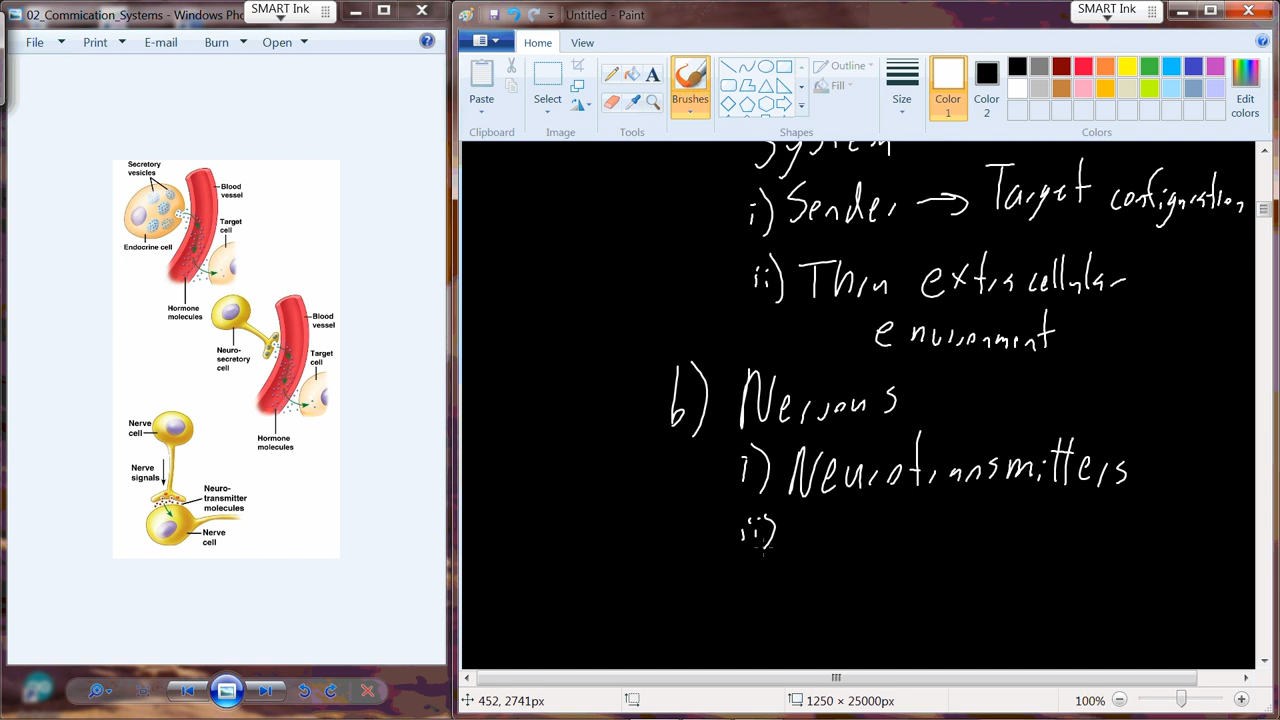 02_Commication_Systems - Windows Pho
SMART Ink
File
Print
E-mail
Burn
Open
Secretory
vesicles
Blood
vessel
Target
cell
Endocrine cell
Hormone
molecules
Blood
vessel
Neuro-
secretory
cell
Target
cell
Hormone
molecules
Nerve
cell
Nerve
signals
Neuro-
transmitter
molecules
Nerve
cell
Untitled - Paint
SMART Ink
Home
View
Paste
Select
Brushes
Outline
Fill
Size
Color
1
Color
2
Edit
colors
Clipboard
Image
Tools
Shapes
Colors
System
i) Sender → Target configuration
ii) Thin extracellular
environment
b) Nervous
i) Neurotransmitters
ii)
452, 2741px
1250 × 25000px
100%